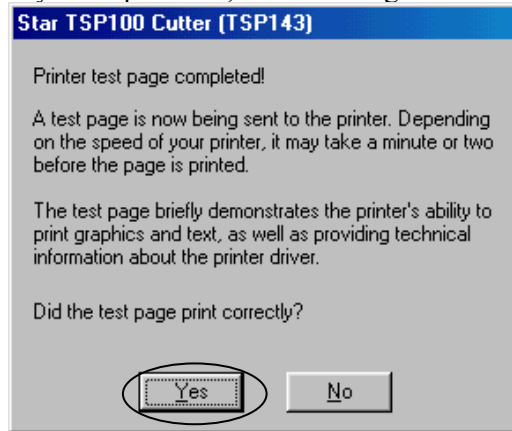 Star TSP100 Cutter (TSP143)
Printer test page completed!
A test page is now being sent to the printer. Depending
on the speed of your printer, it may take a minute or two
before the page is printed.
The test page briefly demonstrates the printer's ability to
print graphics and text, as well as providing technical
information about the printer driver.
Did the test page print correctly?
Yes
No